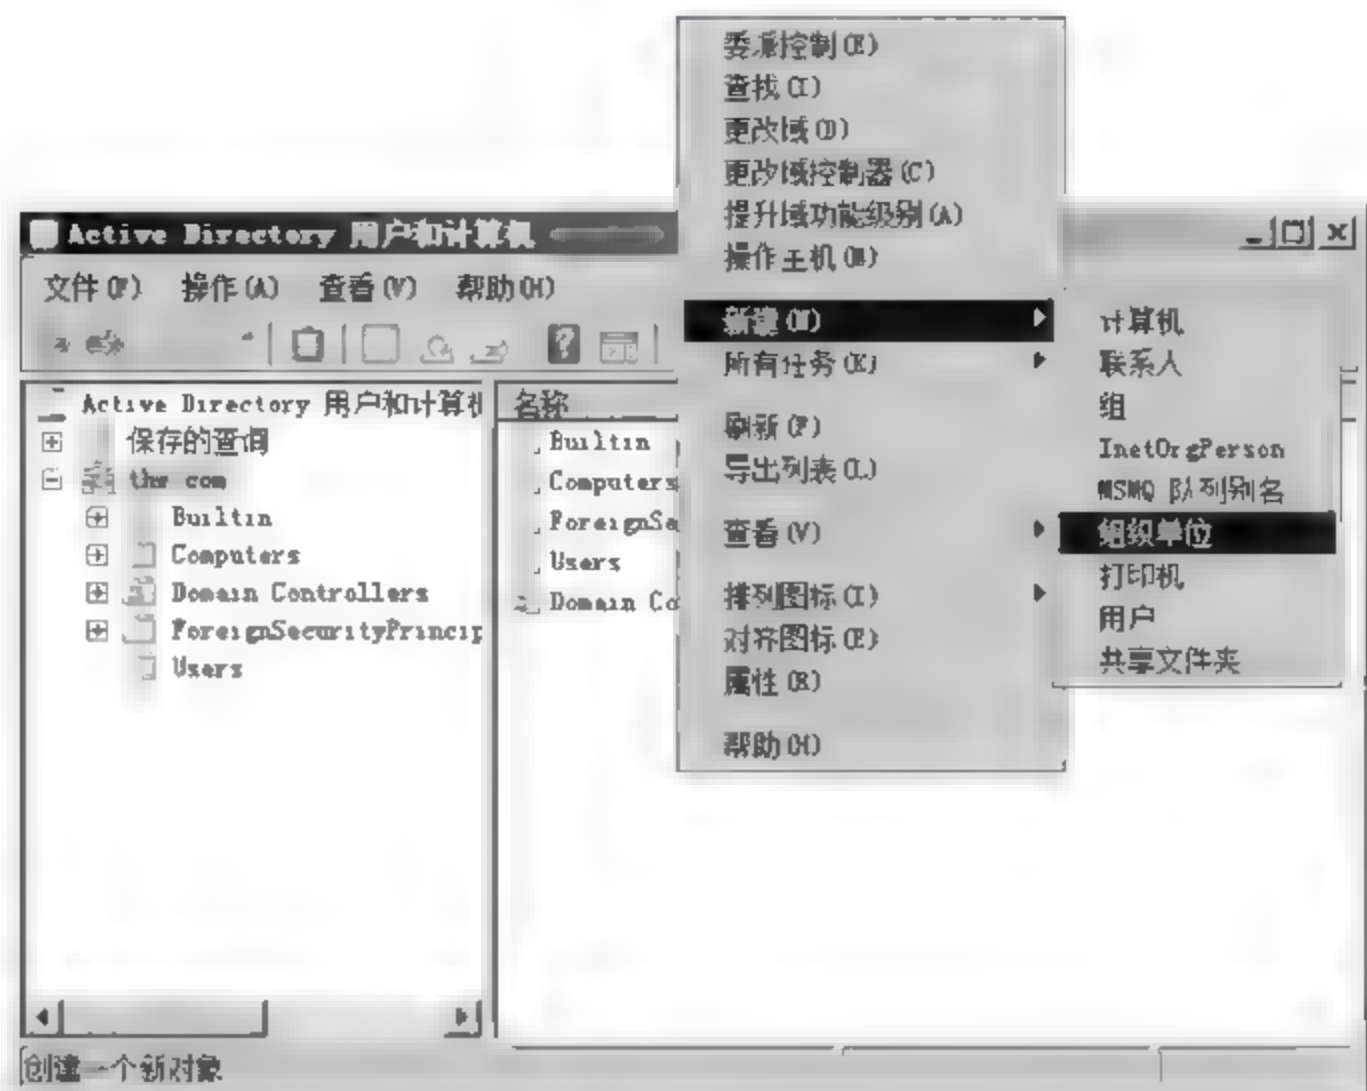 委派控制(E)
查找(I)
更改域(D)
更改域控制器(C)
提升域功能级别(A)
操作主机(M)
新建(N)
所有任务(K)
刷新(F)
导出列表(L)
查看(V)
排列图标(I)
对齐图标(E)
属性(R)
帮助(H)
计算机
联系人
组
InetOrgPerson
MSMQ 队列别名
组织单位
打印机
用户
共享文件夹
Active Directory 用户和计算机
文件(F) 操作(A) 查看(V) 帮助(H)
Active Directory 用户和计算机
保存的查询
com
Builtin
Computers
Domain Controllers
ForeignSecurityPrincip
Users
名称
Builtin
Computers
ForeignSe
Users
Domain Co
创建一个新对象